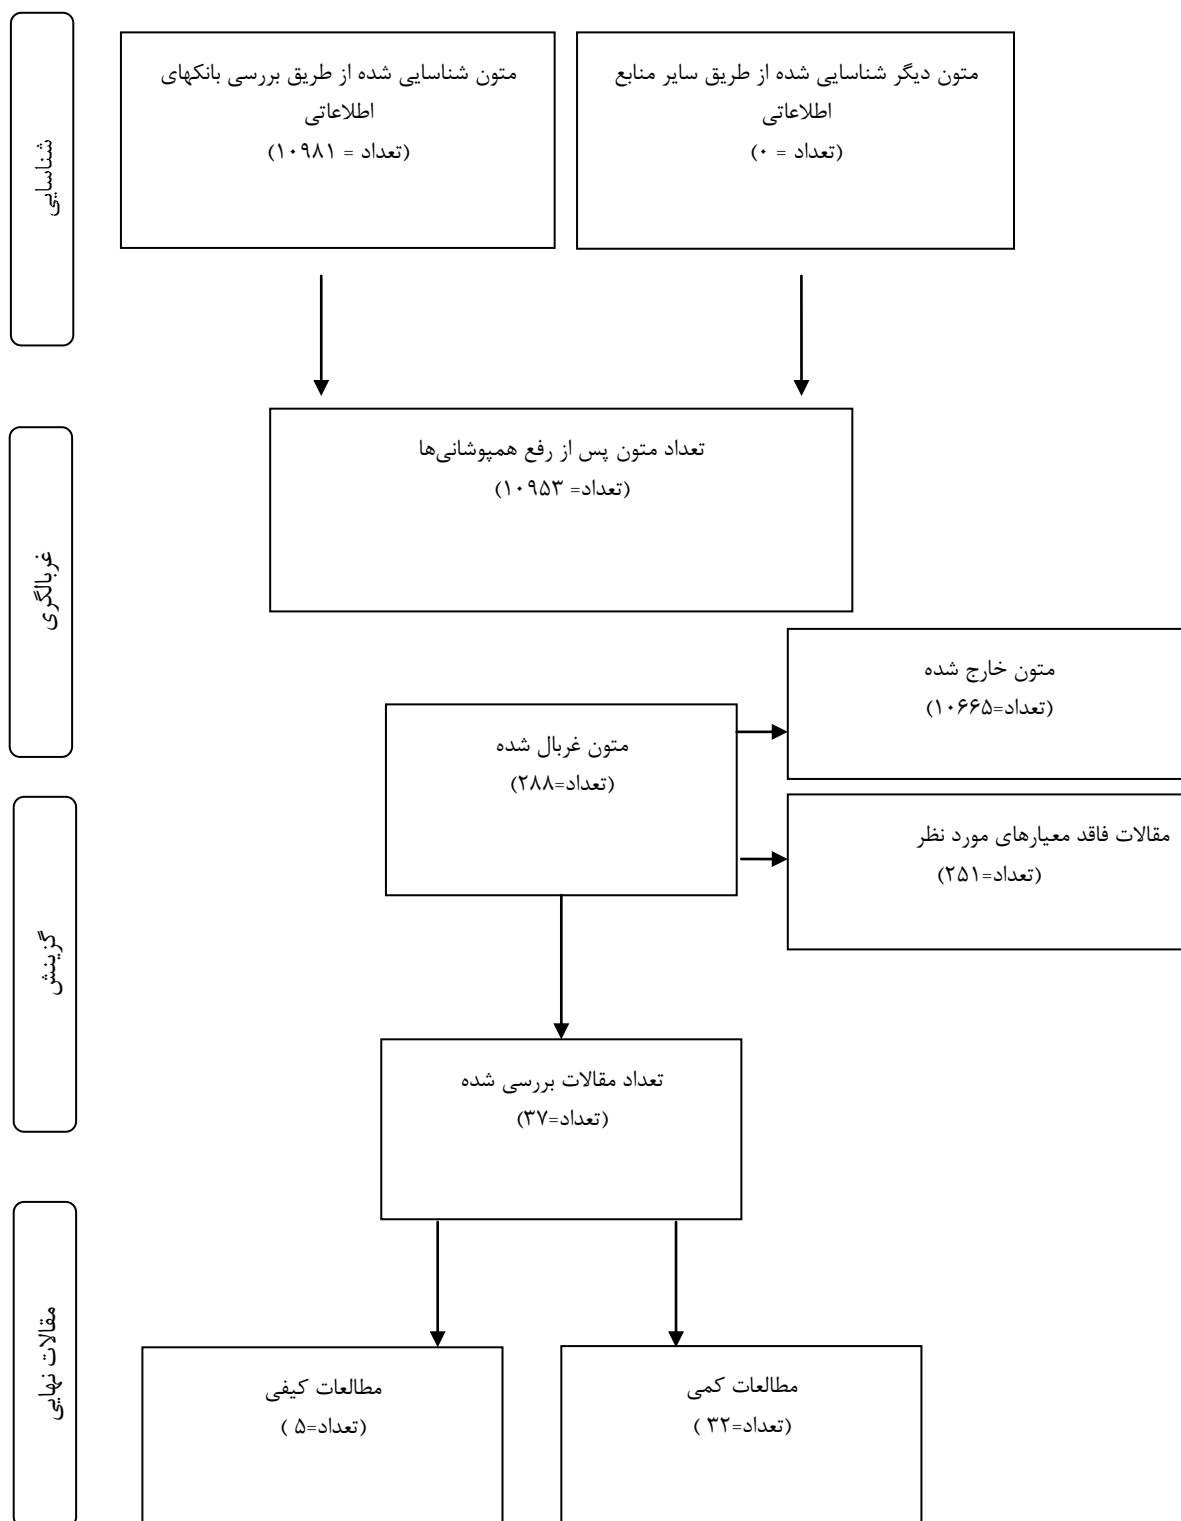 شناسایی
متون دیگر شناسایی شده از طریق سایر منابع
اطلاعاتی
(تعداد = ۰)
متون شناسایی شده از طریق بررسی بانکهای
اطلاعاتی
(تعداد = ۱۰۹۸۱)
غربالگری
تعداد متون پس از رفع همپوشانی‌ها
(تعداد= ۱۰۹۵۳)
متون خارج شده
(تعداد=۱۰۶۶۵)
متون غربال شده
(تعداد=۲۸۸)
گزینش
مقالات فاقد معیارهای مورد نظر
(تعداد=۲۵۱)
تعداد مقالات بررسی شده
(تعداد=۳۷)
مقالات نهایی
مطالعات کمی
(تعداد=۳۲ )
مطالعات کیفی
(تعداد=۵ )